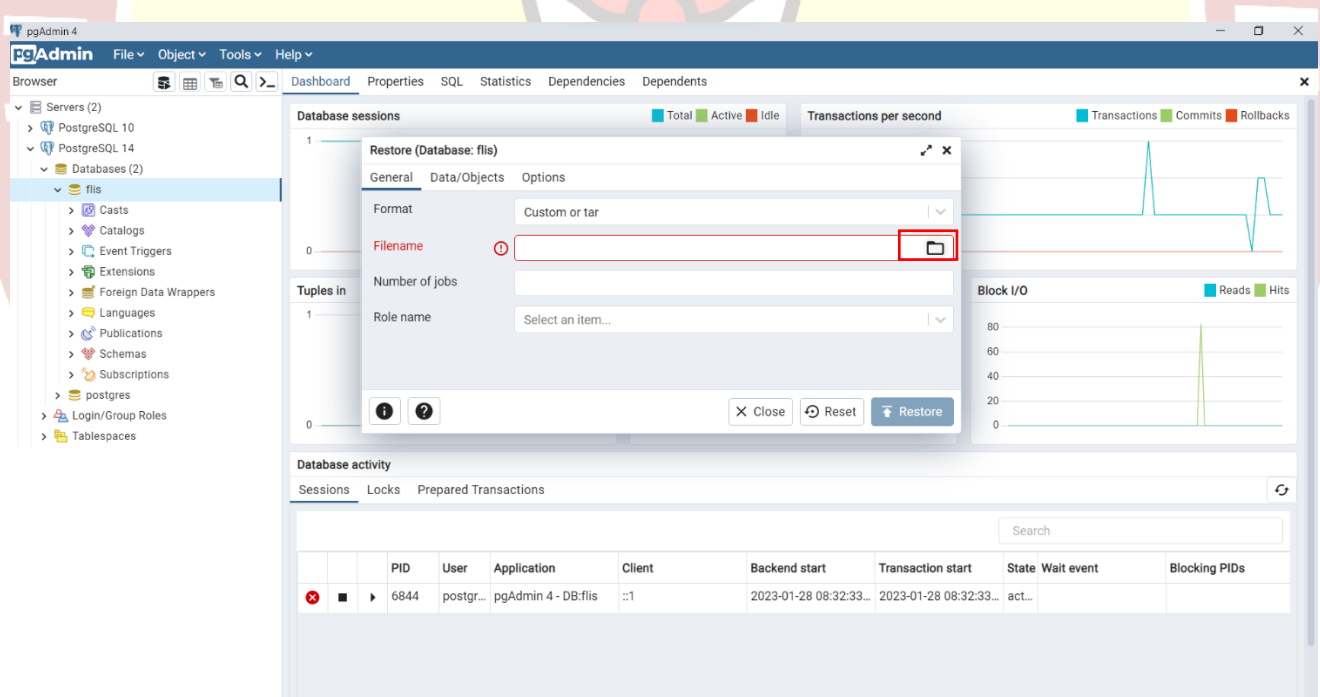 pgAdmin 4
pgAdmin File Object Tools Help
Browser
Dashboard Properties SQL Statistics Dependencies Dependents
Servers (2)
PostgreSQL 10
PostgreSQL 14
Databases (2)
flis
Casts
Catalogs
Event Triggers
Extensions
Foreign Data Wrappers
Languages
Publications
Schemas
Subscriptions
postgres
Login/Group Roles
Tablespaces
Database sessions Total Active Idle
1
0
Transactions per second Transactions Commits Rollbacks
Restore (Database: flis)
General Data/Objects Options
Format Custom or tar
Filename
Number of jobs
Role name Select an item...
Close Reset Restore
Tuples in
1
0
Block I/O Reads Hits
80
60
40
20
0
Database activity
Sessions Locks Prepared Transactions
Search
PID User Application Client Backend start Transaction start State Wait event Blocking PIDs
6844 postgr... pgAdmin 4 - DB:flis ::1 2023-01-28 08:32:33... 2023-01-28 08:32:33... act...